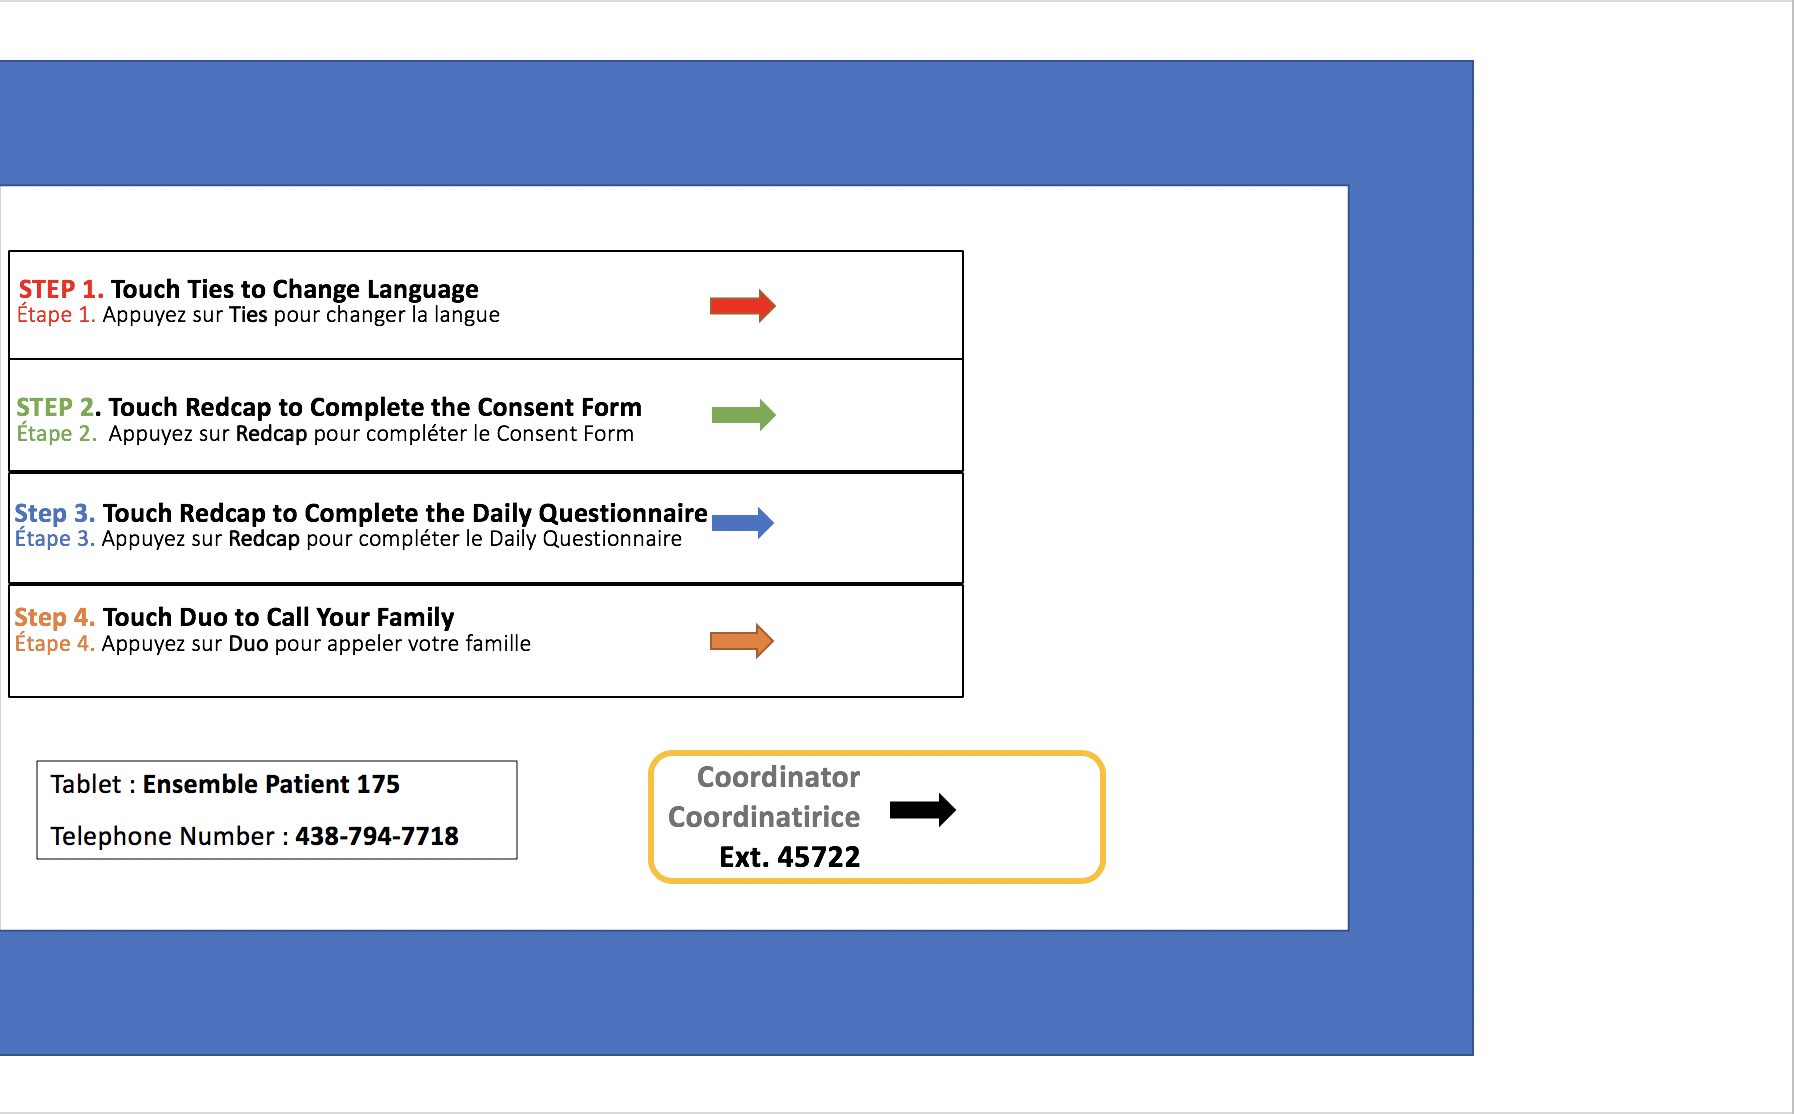 STEP 1. Touch Ties to Change Language
Étape 1. Appuyez sur Ties pour changer la langue
STEP 2. Touch Redcap to Complete the Consent Form
Étape 2. Appuyez sur Redcap pour compléter le Consent Form
Step 3. Touch Redcap to Complete the Daily Questionnaire
Étape 3. Appuyez sur Redcap pour compléter le Daily Questionnaire
Step 4. Touch Duo to Call Your Family
Étape 4. Appuyez sur Duo pour appeler votre famille
Tablet : Ensemble Patient 175
Telephone Number : 438-794-7718
Coordinator
Coordinatirice
Ext. 45722